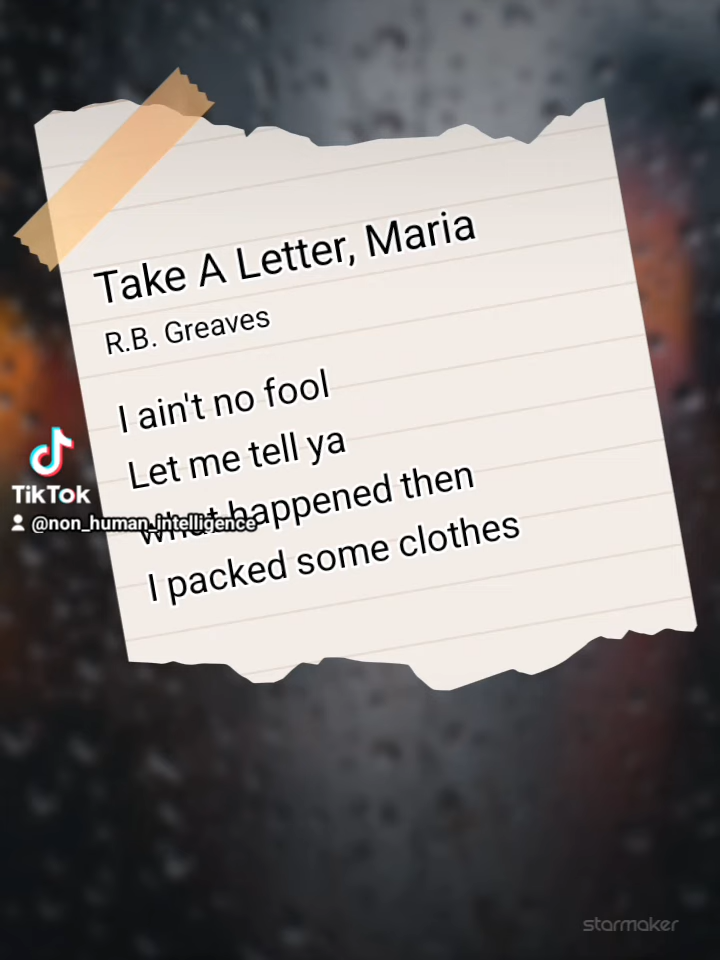 Take A Letter, Maria
R.B. Greaves
I ain't no fool
Let me tell ya
what happened then
I packed some clothes
TikTok
@non_human_intelligence
starmaker